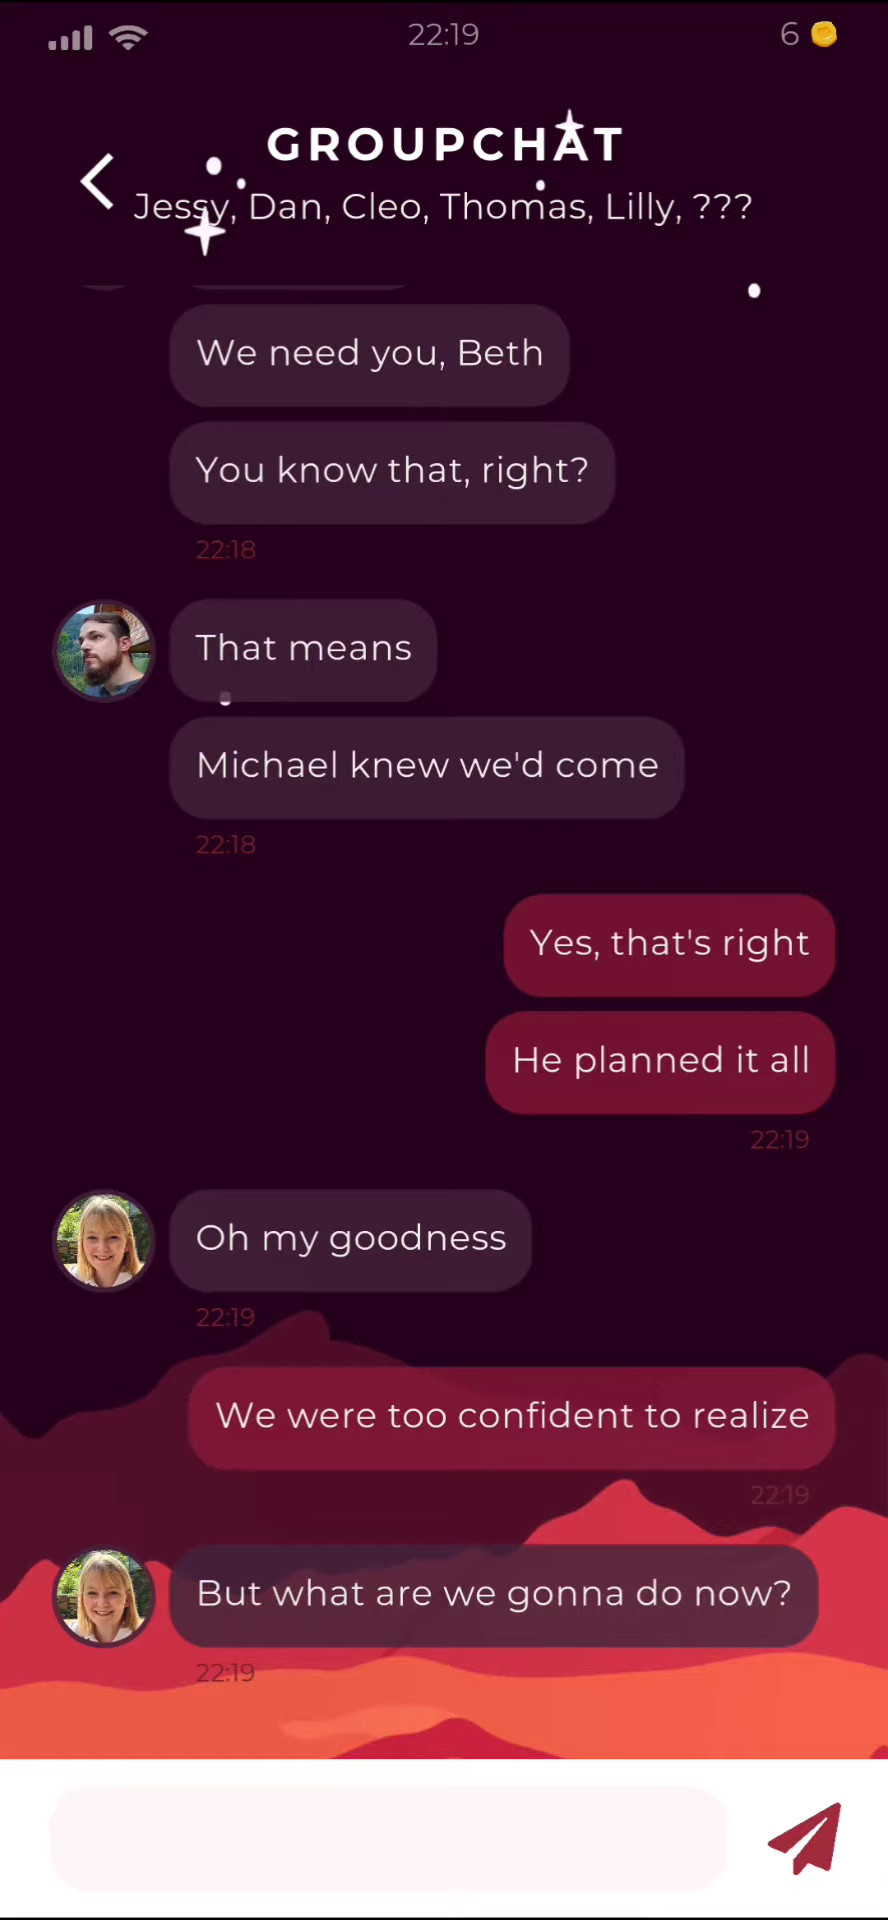 22:19
6
GROUPCHAT
Jessy, Dan, Cleo, Thomas, Lilly, ???
We need you, Beth
You know that, right?
22:18
That means
Michael knew we'd come
22:18
Yes, that's right
He planned it all
22:19
Oh my goodness
22:19
We were too confident to realize
22:19
But what are we gonna do now?
22:19